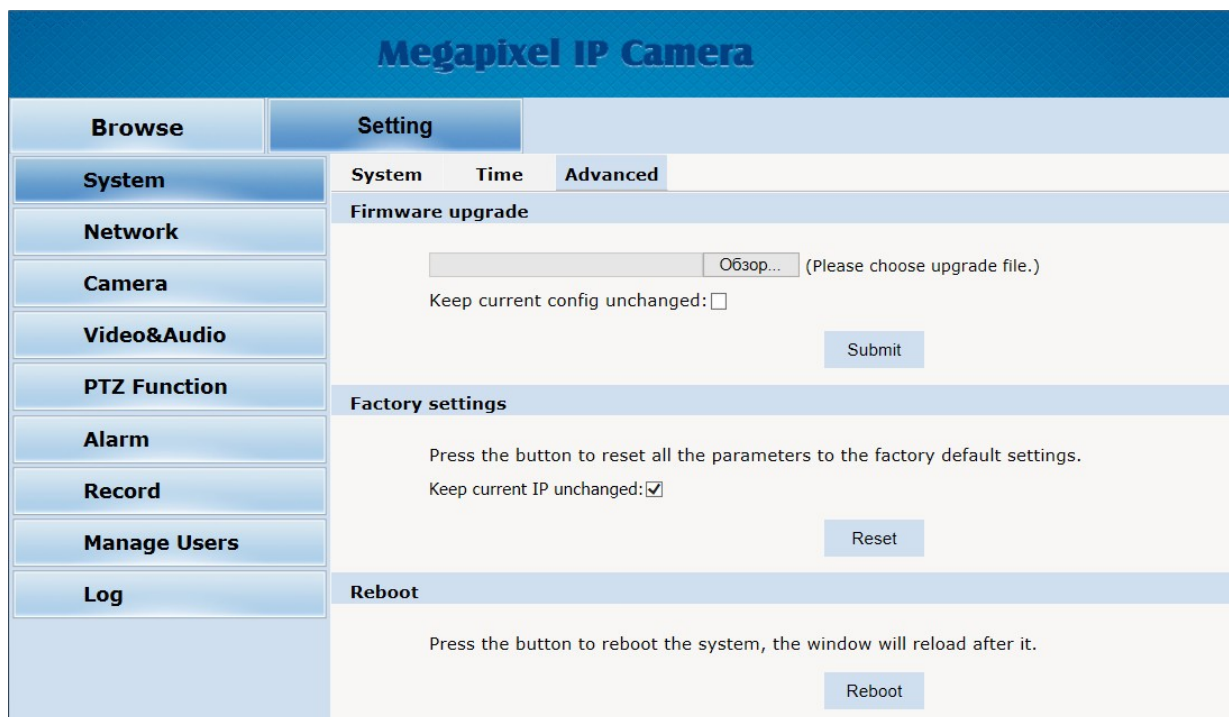 Megapixel IP Camera
Browse
Setting
System
Network
Camera
Video&Audio
PTZ Function
Alarm
Record
Manage Users
Log
System Time Advanced
Firmware upgrade
Обзор... (Please choose upgrade file.)
Keep current config unchanged:
Submit
Factory settings
Press the button to reset all the parameters to the factory default settings.
Keep current IP unchanged:
Reset
Reboot
Press the button to reboot the system, the window will reload after it.
Reboot